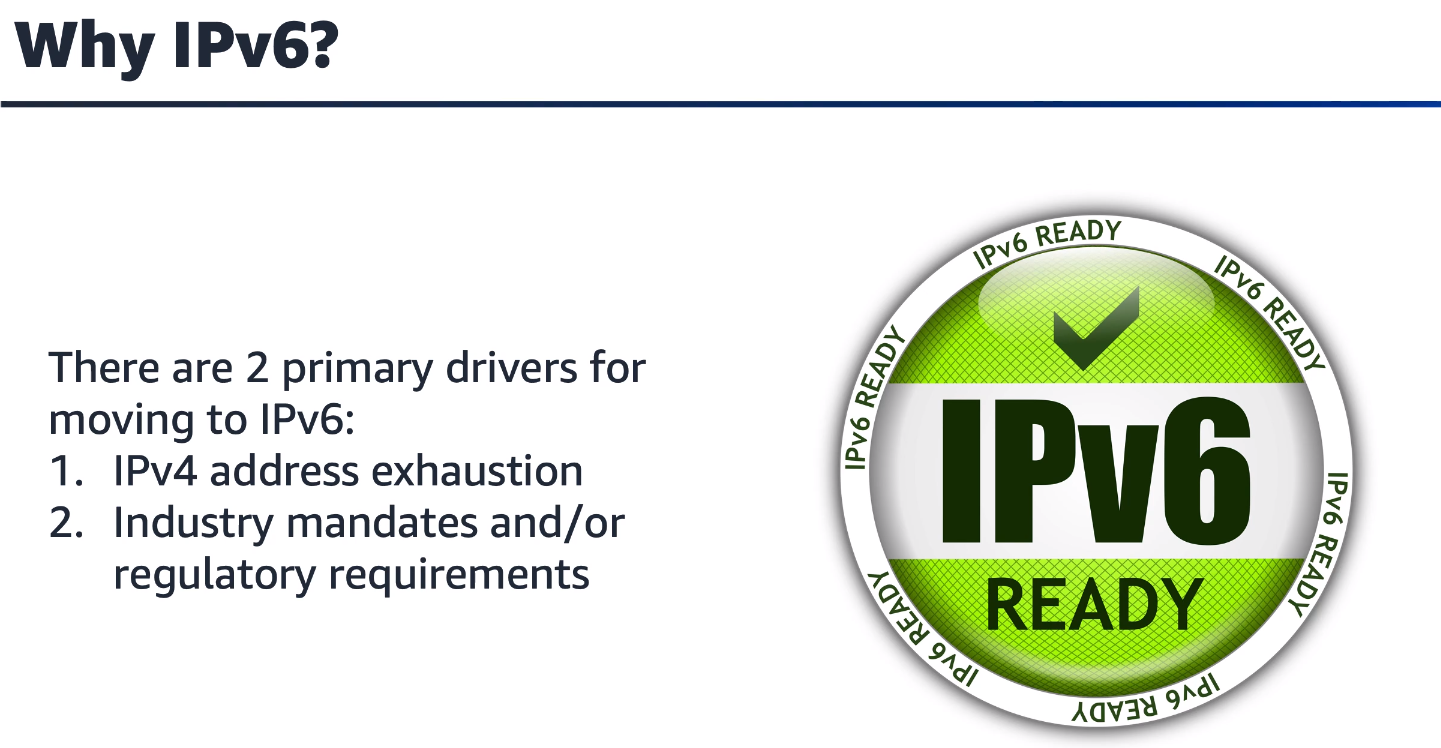 Why IPv6?
There are 2 primary drivers for
moving to IPv6:
1. IPv4 address exhaustion
2. Industry mandates and/or
regulatory requirements
IPv6 READY
IPv6 READY
IPv6 READY
IPv6 READY
IPv6 READY
IPv6 READY
IPv6
READY